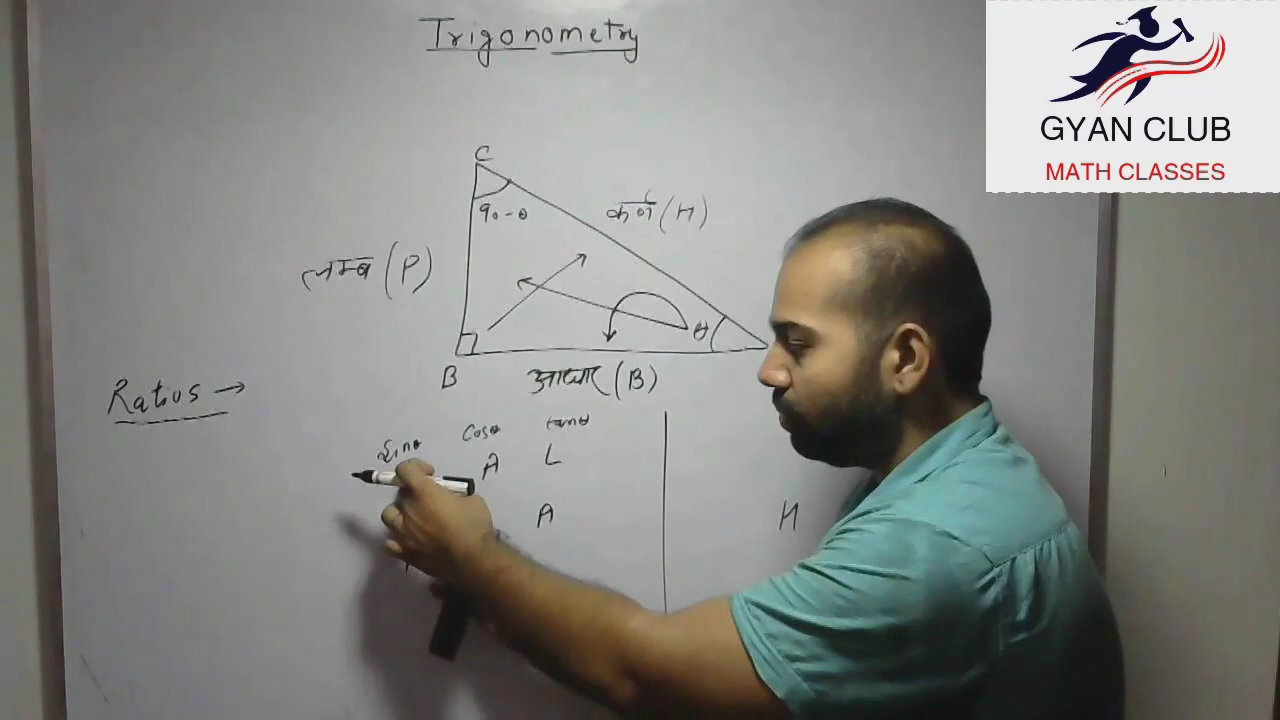 Trigonometry
GYAN CLUB
MATH CLASSES
C
90-θ
कर्ण (H)
लम्ब (P)
θ
B
आधार (B)
Ratios →
Sinθ Cosθ tanθ
A L
A H